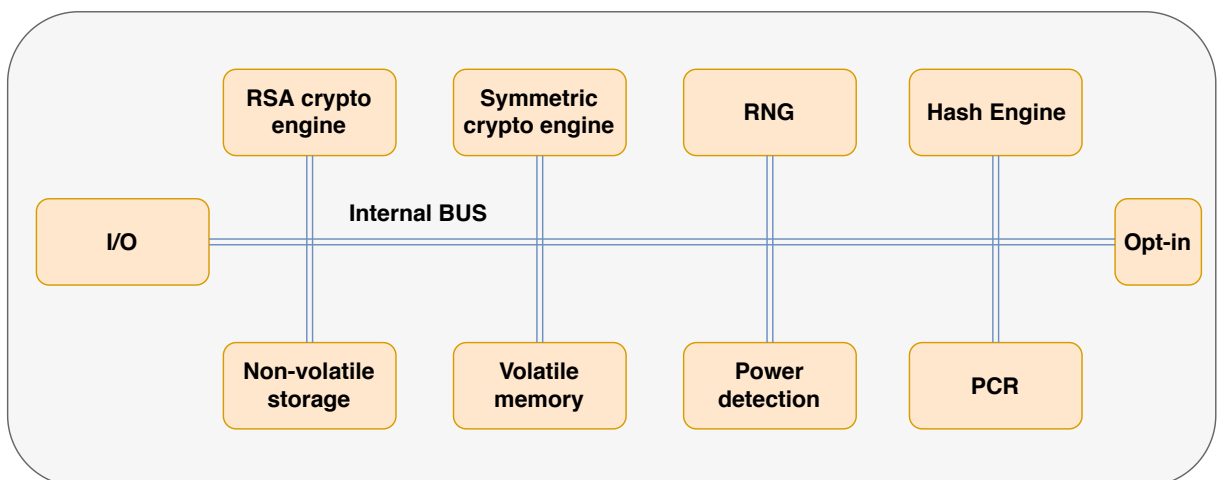 RSA crypto
engine
Symmetric
crypto engine
RNG
Hash Engine
Internal BUS
I/O
Opt-in
Non-volatile
storage
Volatile
memory
Power
detection
PCR